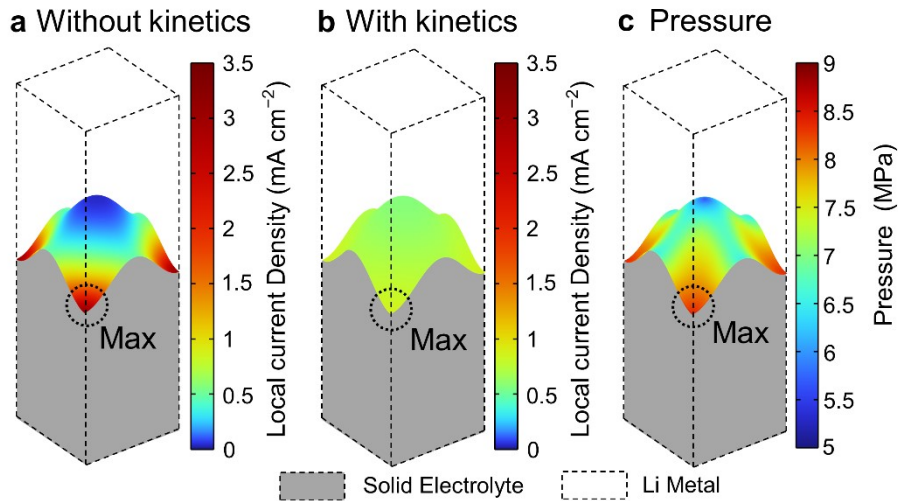 a Without kinetics
3.5
3
2.5
2
1.5
1
0.5
0
Local current Density (mA cm⁻²)
Max
b With kinetics
3.5
3
2.5
2
1.5
1
0.5
0
Local current Density (mA cm⁻²)
Max
c Pressure
9
8.5
8
7.5
7
6.5
6
5.5
5
Pressure (MPa)
Max
Solid Electrolyte
Li Metal